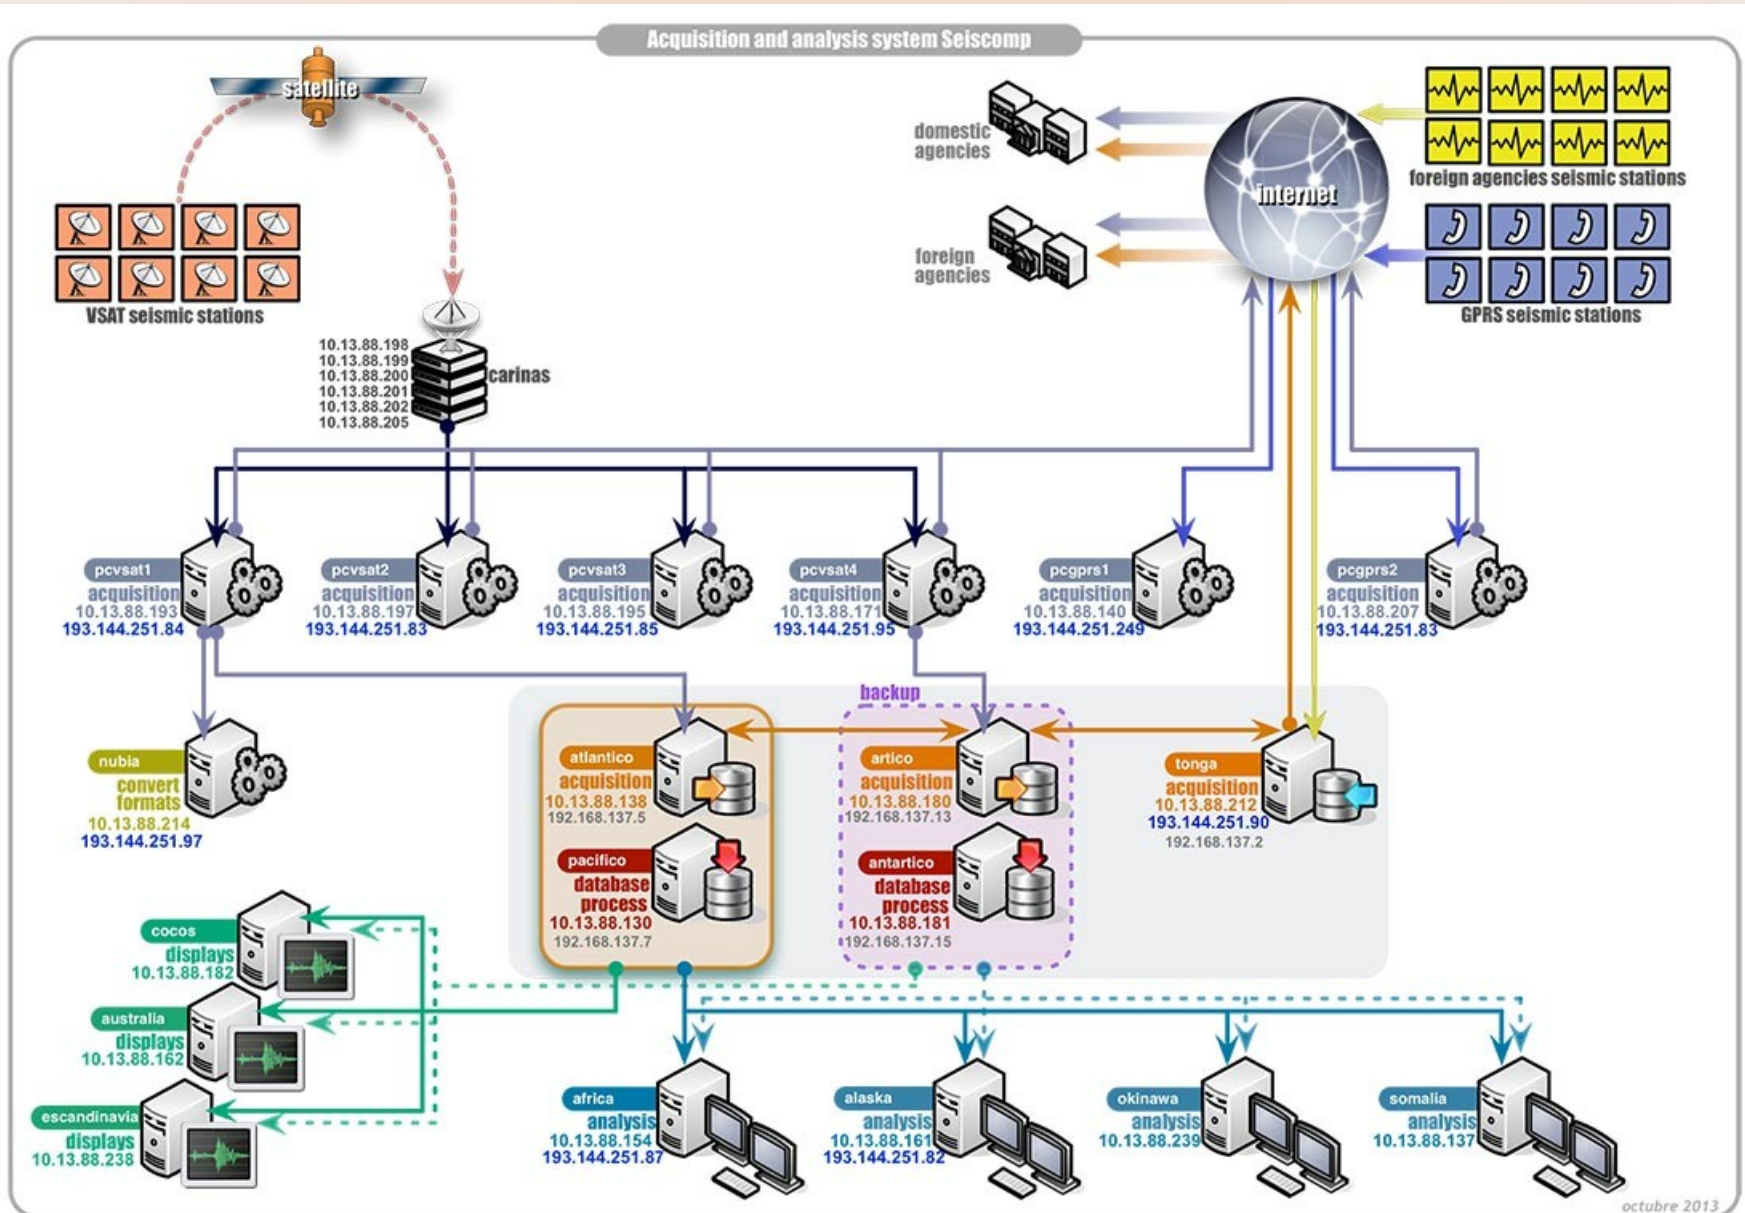 Acquisition and analysis system Seiscomp
satellite
domestic
agencies
foreign
agencies
internet
foreign agencies seismic stations
GPRS seismic stations
VSAT seismic stations
10.13.88.198
10.13.88.199
10.13.88.200
10.13.88.201
10.13.88.202
10.13.88.205
carinas
pcvsat1
acquisition
10.13.88.193
193.144.251.84
pcvsat2
acquisition
10.13.88.197
193.144.251.83
pcvsat3
acquisition
10.13.88.195
193.144.251.85
pcvsat4
acquisition
10.13.88.171
193.144.251.95
pcgprs1
acquisition
10.13.88.140
193.144.251.249
pcgprs2
acquisition
10.13.88.207
193.144.251.83
backup
nubia
convert
formats
10.13.88.214
193.144.251.97
atlantico
acquisition
10.13.88.138
192.168.137.5
pacifico
database
process
10.13.88.130
192.168.137.7
artico
acquisition
10.13.88.180
192.168.137.13
antartico
database
process
10.13.88.181
192.168.137.15
tonga
acquisition
10.13.88.212
193.144.251.90
192.168.137.2
cocos
displays
10.13.88.182
australia
displays
10.13.88.162
escandinavia
displays
10.13.88.238
africa
analysis
10.13.88.154
193.144.251.87
alaska
analysis
10.13.88.161
193.144.251.82
okinawa
analysis
10.13.88.239
somalia
analysis
10.13.88.137
octubre 2013